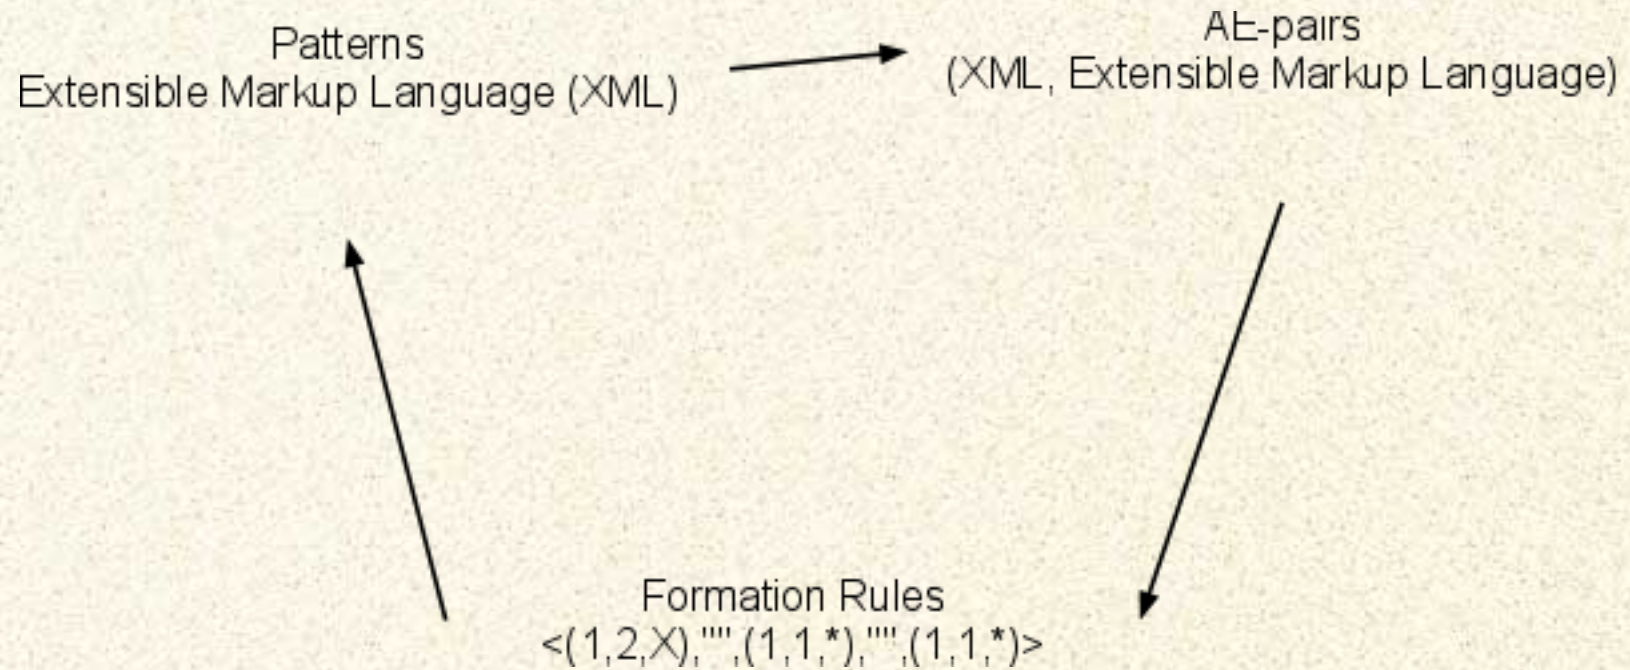 Patterns
Extensible Markup Language (XML)
AE-pairs
(XML, Extensible Markup Language)
Formation Rules
<(1,2,X),"",(1,1,*),"",(1,1,*)>